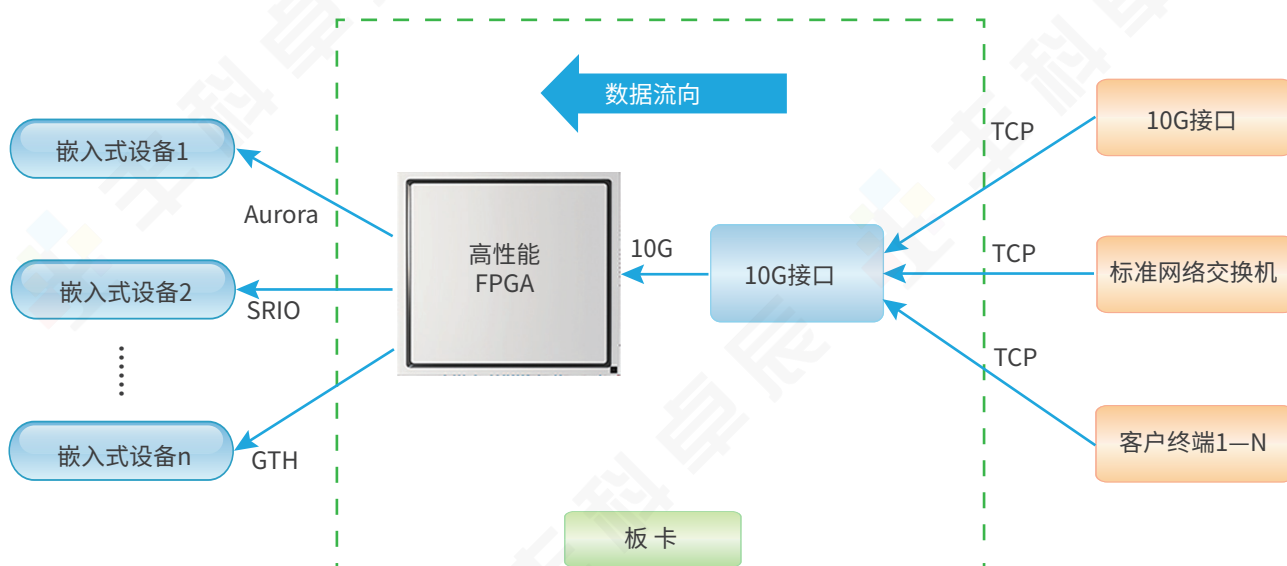 数据流向
10G接口
TCP
嵌入式设备1
Aurora
高性能
FPGA
10G
10G接口
TCP
标准网络交换机
嵌入式设备2
SRIO
TCP
客户终端1—N
嵌入式设备n
GTH
板 卡